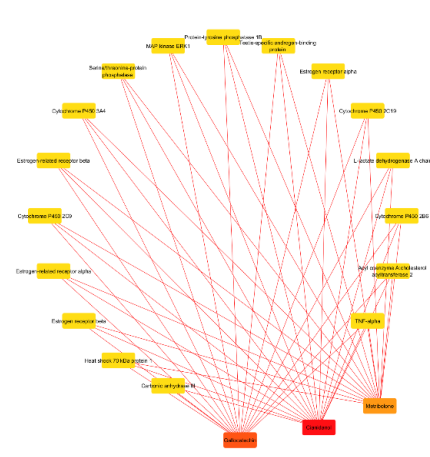 Protein-tyrosine phosphatase 1B
MAP kinase ERK1
Testis-specific androgen-binding
protein
Serine/threonine-protein
phosphatase
Estrogen receptor alpha
Cytochrome P450 3A4
Cytochrome P450 2C19
Estrogen-related receptor beta
L-lactate dehydrogenase A chain
Cytochrome P450 2C9
Cytochrome P450 2B6
Estrogen-related receptor alpha
Acyl coenzyme A:cholesterol
acyltransferase 2
Estrogen receptor beta
TNF-alpha
Heat shock 70 kDa protein 1
Carbonic anhydrase III
Metribolone
Gallocatechin